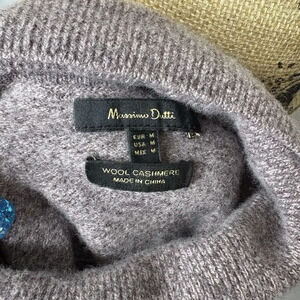 Massimo Dutti
EUR M
USA M
MEX M
WOOL CASHMERE
MADE IN CHINA